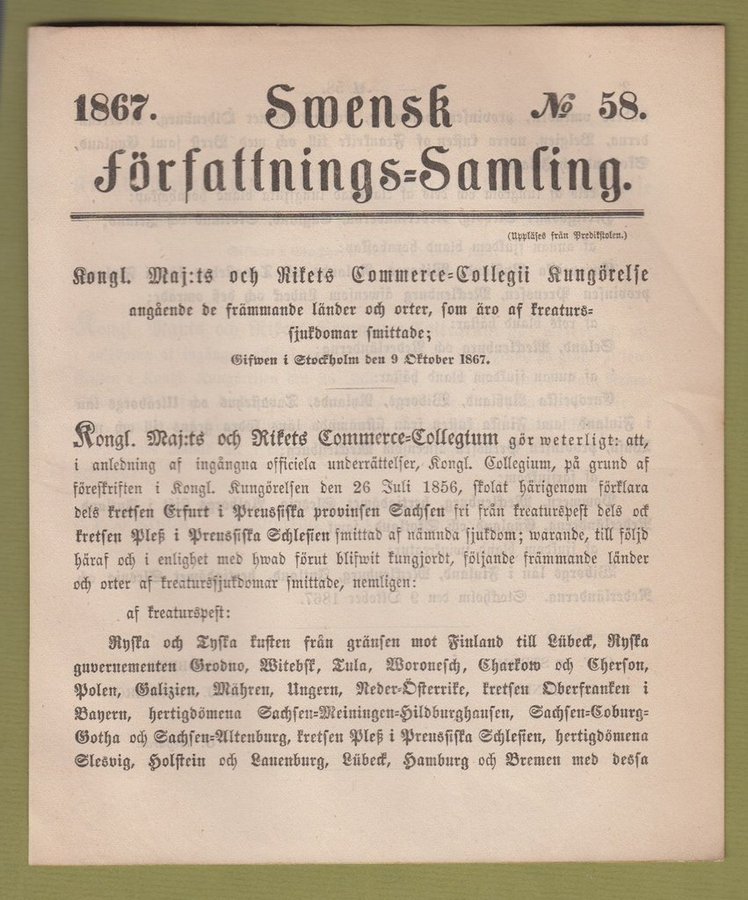 1867. Swensk № 58.
Författnings-Samling.
(Uppläses från Predikstolen.)
Kongl. Maj:ts och Rikets Commerce-Collegii Kungörelse
angående de främmande länder och orter, som äro af kreaturs-
sjukdomar smittade;
Gifwen i Stockholm den 9 Oktober 1867.
Kongl. Maj:ts och Rikets Commerce-Collegium gör weterligt: att,
i anledning af ingångna officiela underrättelser, Kongl. Collegium, på grund af
föreskriften i Kongl. Kungörelsen den 26 Juli 1856, skolat härigenom förklara
dels kretsen Erfurt i Preussiska provinsen Sachsen fri från kreaturspest dels ock
kretsen Pleß i Preussiska Schlesien smittad af nämnda sjukdom; warande, till följd
häraf och i enlighet med hwad förut blifwit kungjordt, följande främmande länder
och orter af kreaturssjukdomar smittade, nemligen:
af kreaturspest:
Ryska och Tyska kusten från gränsen mot Finland till Lübeck, Ryska
guvernementen Grodno, Witebsk, Tula, Woronesch, Charkow och Cherson,
Polen, Galizien, Mähren, Ungern, Neder-Österrike, kretsen Oberfranken i
Bayern, hertigdömena Sachsen-Meiningen-Hildburghausen, Sachsen-Coburg-
Gotha och Sachsen-Altenburg, kretsen Pleß i Preussiska Schlesien, hertigdömena
Slesvig, Holstein och Lauenburg, Lübeck, Hamburg och Bremen med dessa